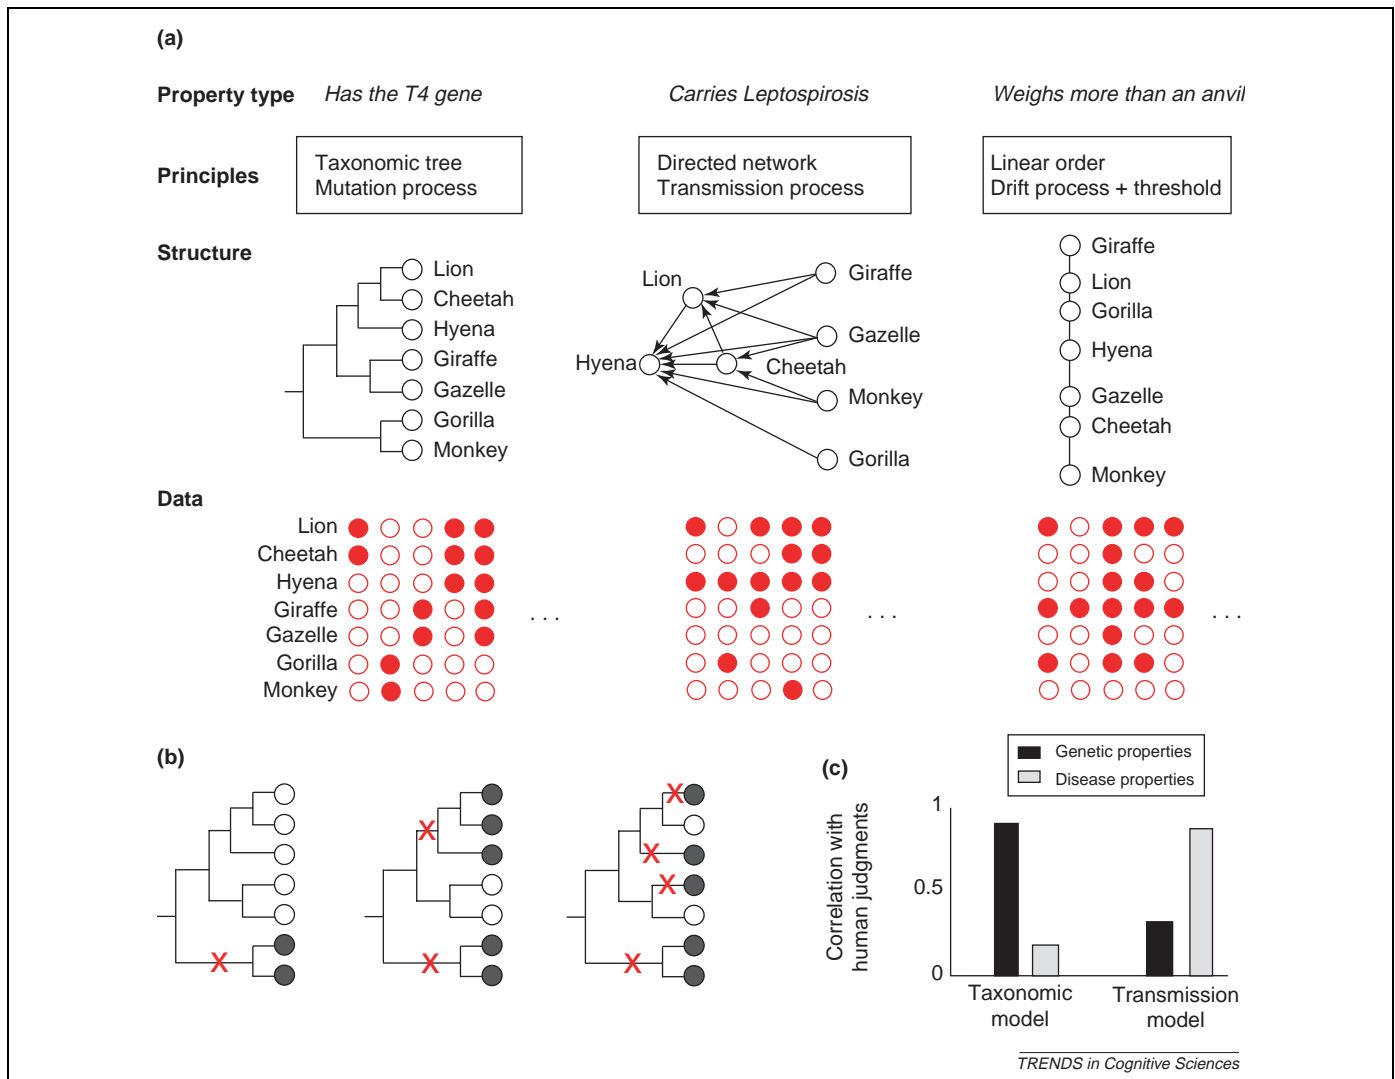 (a)
Property type
Has the T4 gene
Carries Leptospirosis
Weighs more than an anvil
Principles
Taxonomic tree
Mutation process
Directed network
Transmission process
Linear order
Drift process + threshold
Structure
Lion
Cheetah
Hyena
Giraffe
Gazelle
Gorilla
Monkey
Lion
Giraffe
Gazelle
Hyena
Cheetah
Monkey
Gorilla
Giraffe
Lion
Gorilla
Hyena
Gazelle
Cheetah
Monkey
Data
Lion
Cheetah
Hyena
Giraffe
Gazelle
Gorilla
Monkey
. . .
. . .
. . .
(b)
X
X
X
X
X
X
X
(c)
Genetic properties
Disease properties
Correlation with
human judgments
1
0.5
0
Taxonomic
model
Transmission
model
TRENDS in Cognitive Sciences